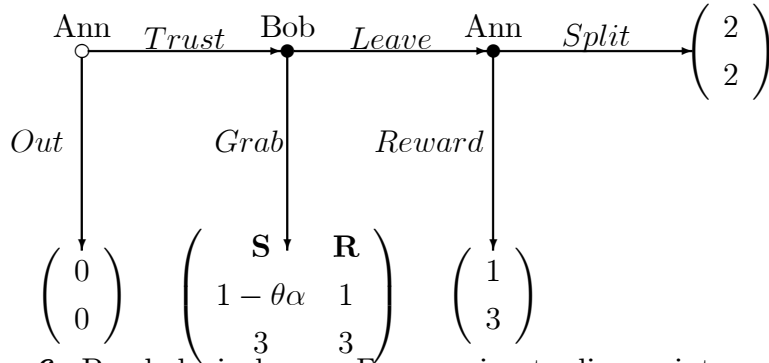 Ann Bob Ann
Trust Leave Split
2
2
Out Grab Reward
S R
0 1 − θα 1 1
0 3 3 3